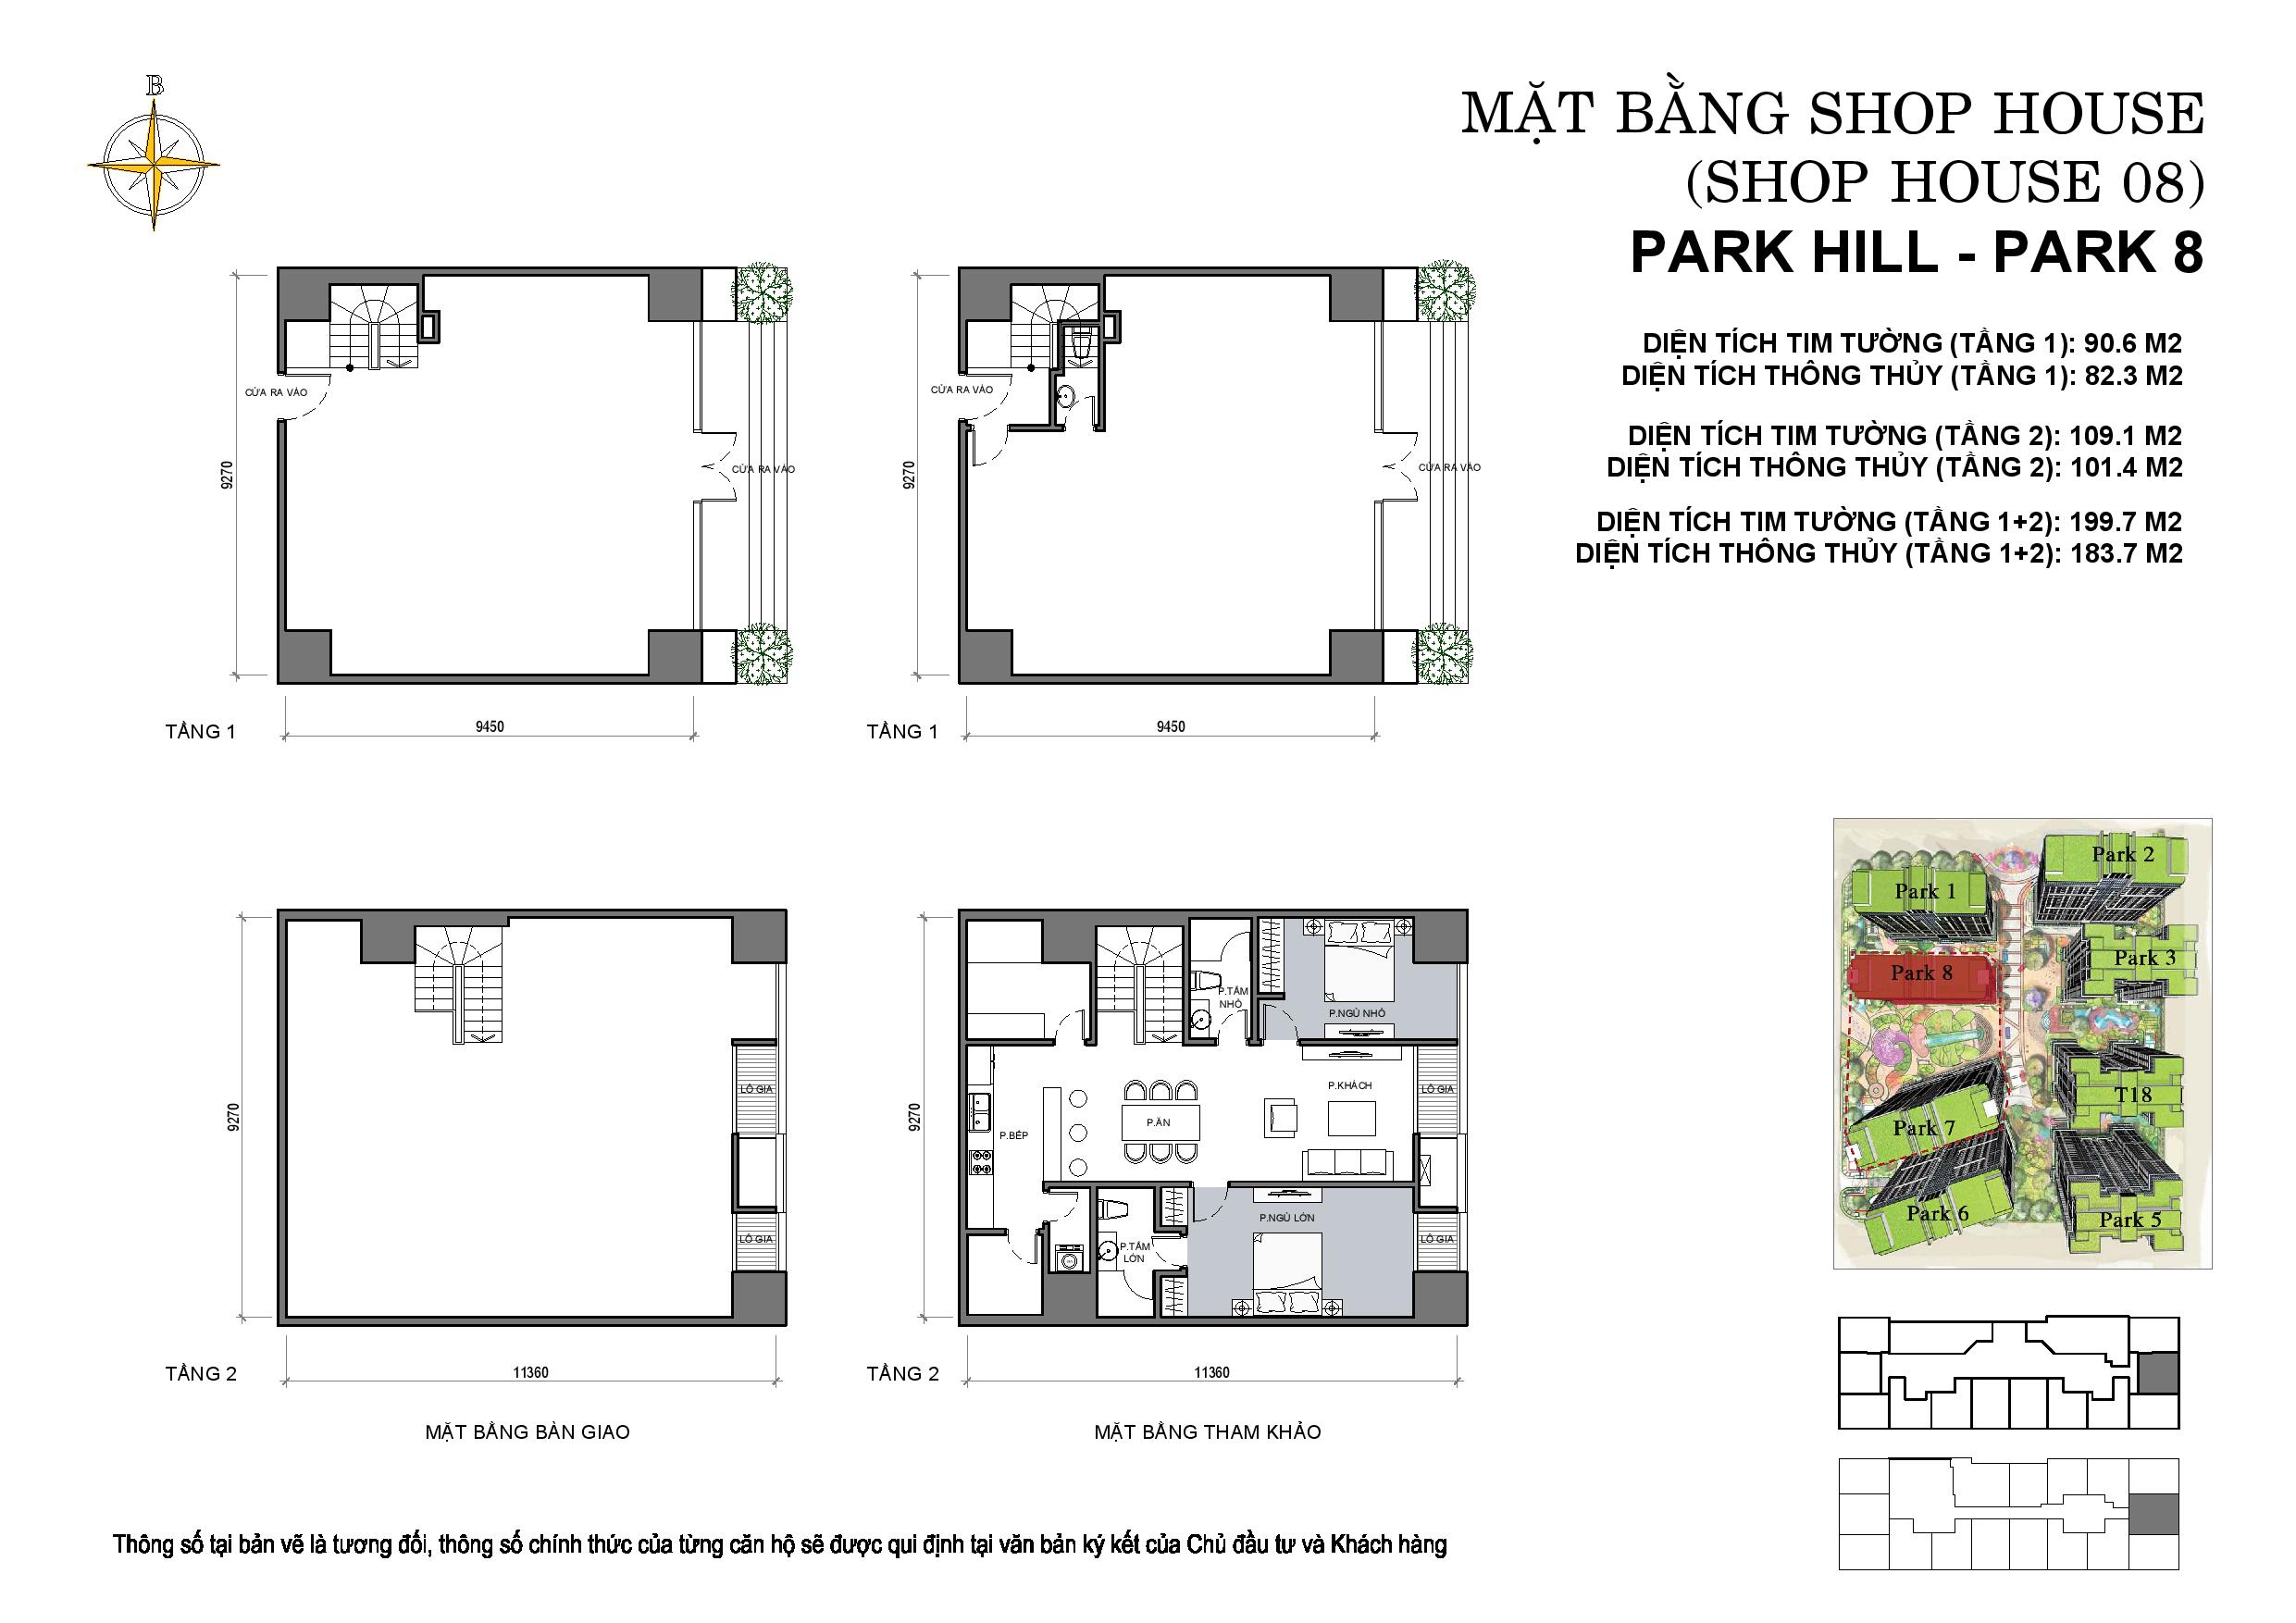 B
MẶT BẰNG SHOP HOUSE
(SHOP HOUSE 08)
PARK HILL - PARK 8
DIỆN TÍCH TIM TƯỜNG (TẦNG 1): 90.6 M2
DIỆN TÍCH THÔNG THỦY (TẦNG 1): 82.3 M2
DIỆN TÍCH TIM TƯỜNG (TẦNG 2): 109.1 M2
DIỆN TÍCH THÔNG THỦY (TẦNG 2): 101.4 M2
DIỆN TÍCH TIM TƯỜNG (TẦNG 1+2): 199.7 M2
DIỆN TÍCH THÔNG THỦY (TẦNG 1+2): 183.7 M2
CỬA RA VÀO
CỬA RA VÀO
9270
9450
TẦNG 1
CỬA RA VÀO
CỬA RA VÀO
9270
9450
TẦNG 1
LÔ GIA
LÔ GIA
9270
11360
TẦNG 2
MẶT BẰNG BÀN GIAO
P.TẮM
NHỎ
P.NGỦ NHỎ
P.KHÁCH
LÔ GIA
P.ĂN
P.BẾP
P.NGỦ LỚN
P.TẮM
LỚN
LÔ GIA
9270
11360
TẦNG 2
MẶT BẰNG THAM KHẢO
Park 2
Park 1
Park 3
Park 8
T18
Park 7
Park 6
Park 5
Thông số tại bản vẽ là tương đối, thông số chính thức của từng căn hộ sẽ được qui định tại văn bản ký kết của Chủ đầu tư và Khách hàng